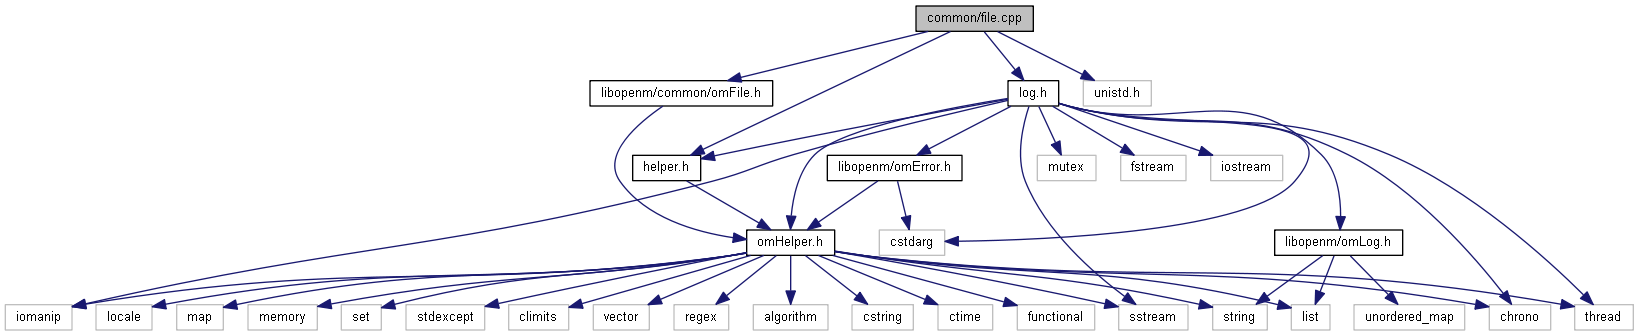 common/file.cpp
libopenm/common/omFile.h
log.h
unistd.h
helper.h
libopenm/omError.h
mutex
fstream
iostream
omHelper.h
cstdarg
libopenm/omLog.h
iomanip
locale
map
memory
set
stdexcept
climits
vector
regex
algorithm
cstring
ctime
functional
sstream
string
list
unordered_map
chrono
thread